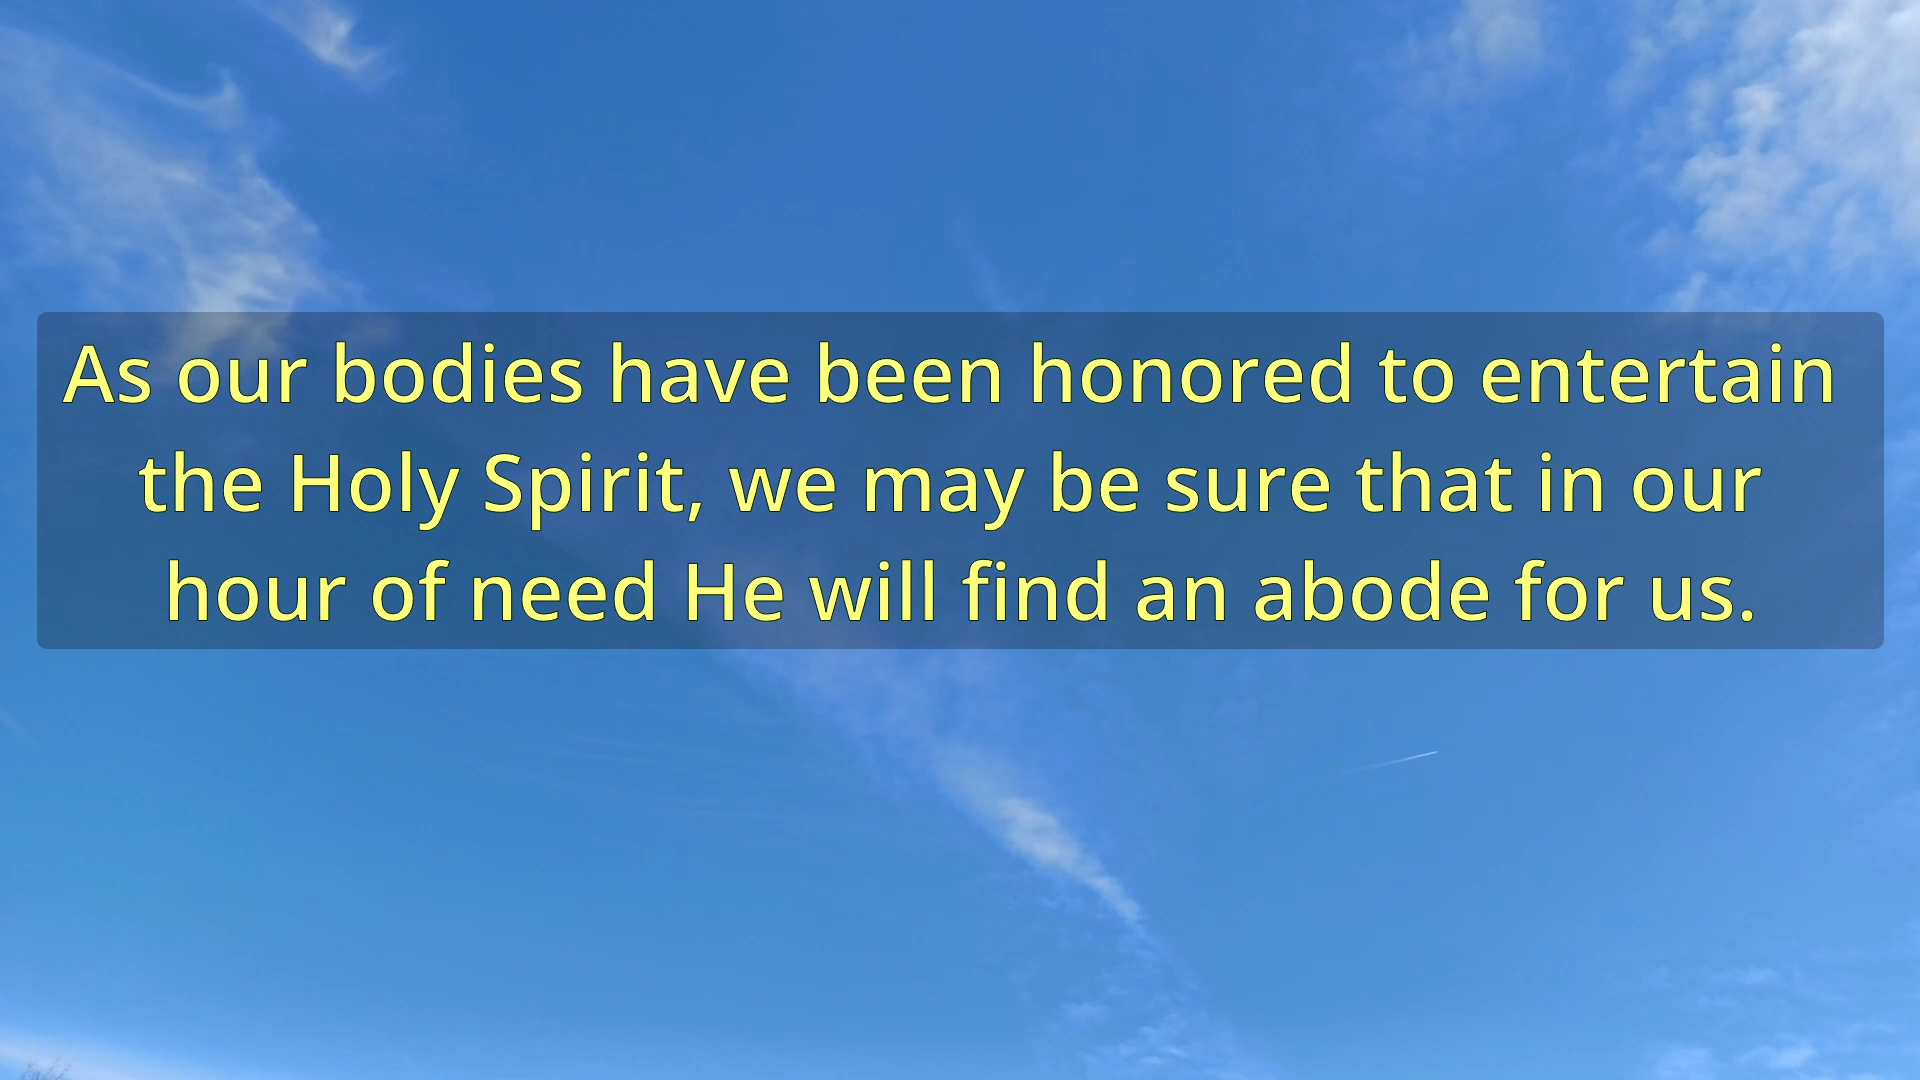 As our bodies have been honored to entertain
the Holy Spirit, we may be sure that in our
hour of need He will find an abode for us.